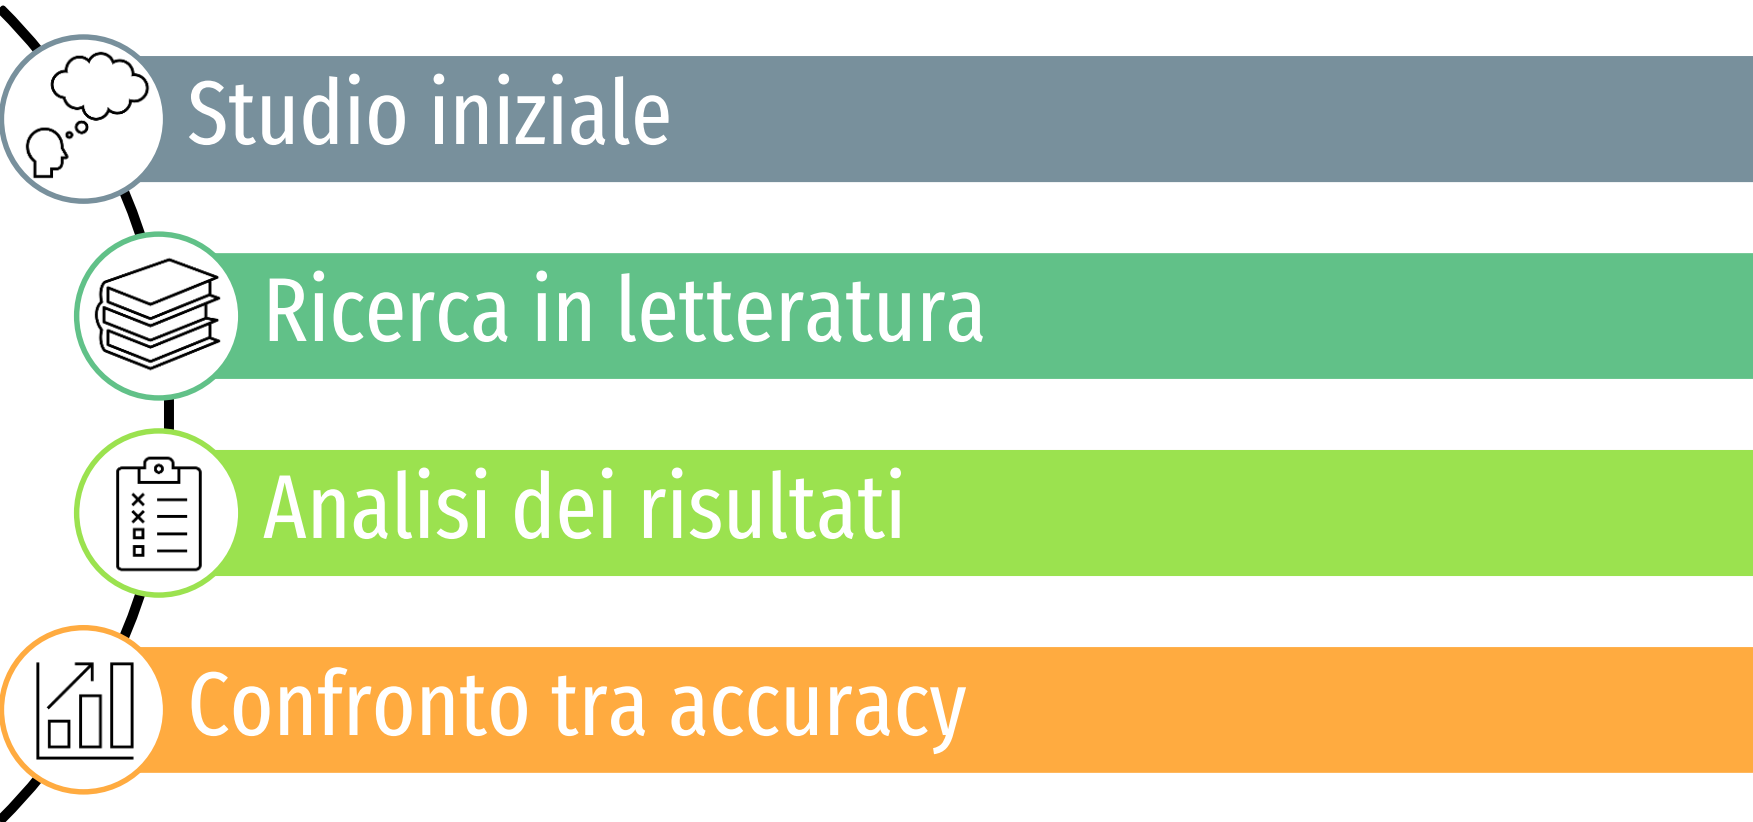 Studio iniziale
Ricerca in letteratura
Analisi dei risultati
Confronto tra accuracy